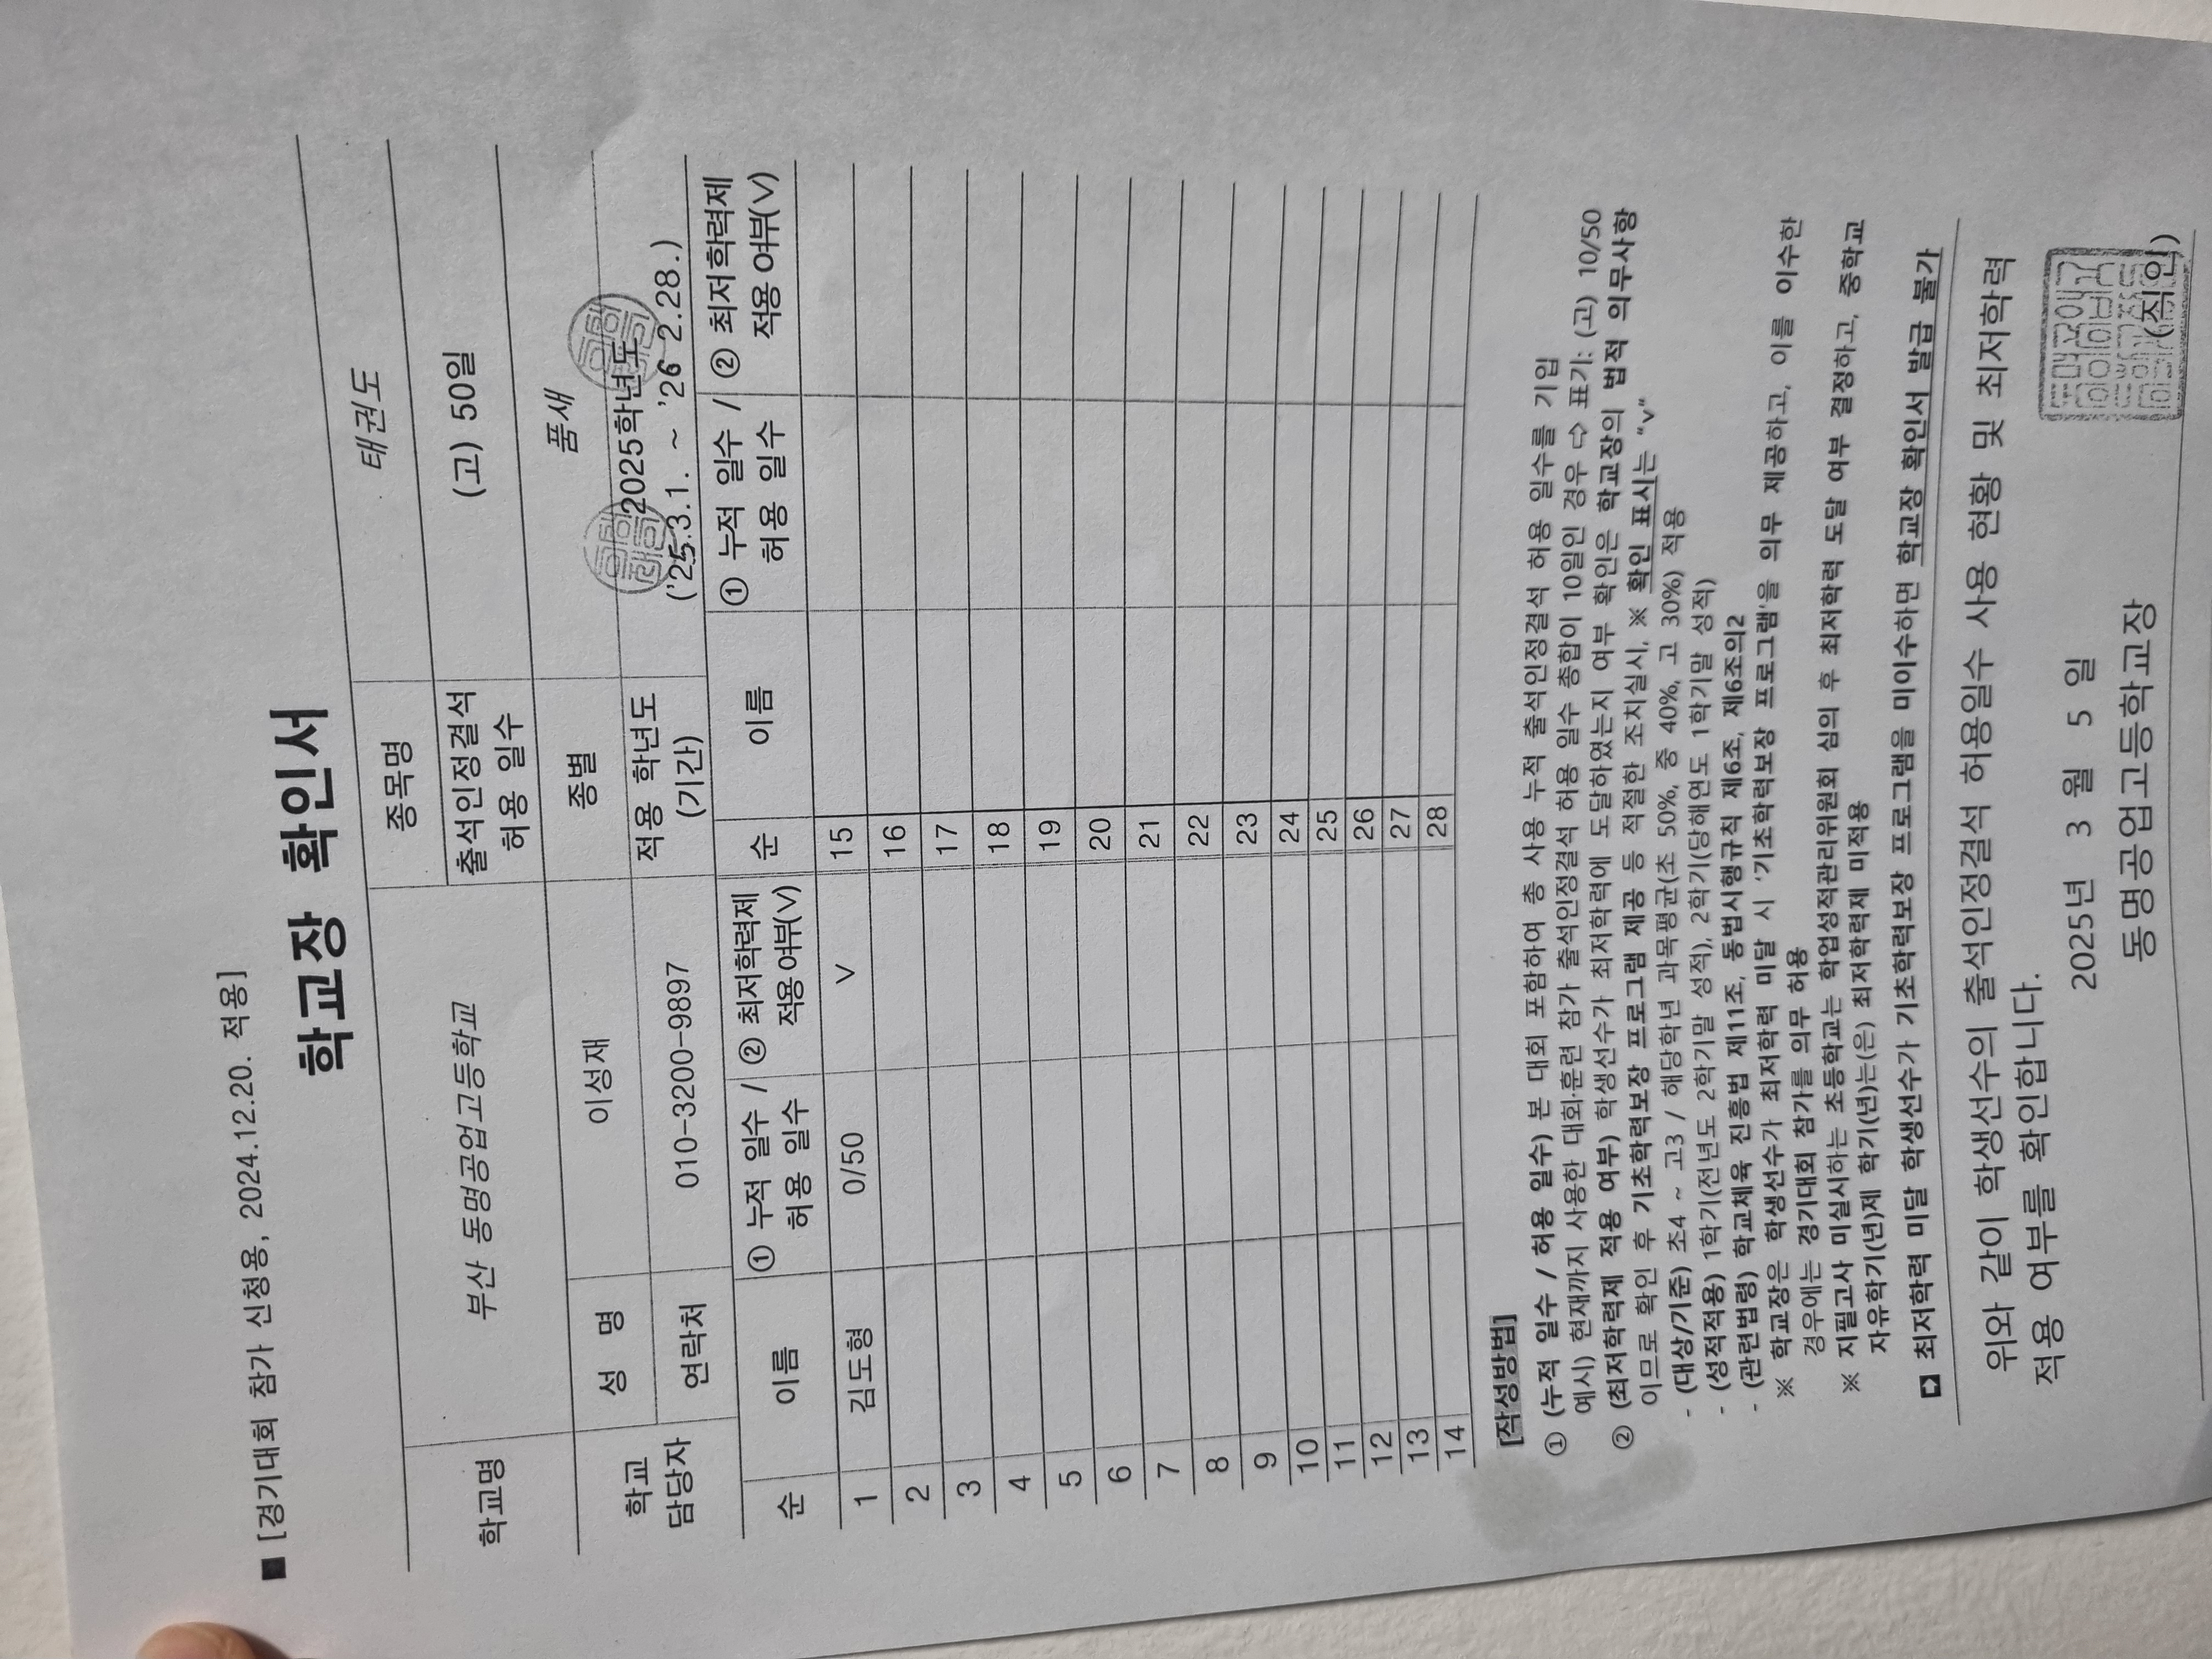 ■ [경기대회 참가 신청용, 2024.12.20. 적용]
학교장 확인서
학교명 부산 동명공업고등학교 종목명 태권도
출석인정결석 허용 일수 (고) 50일
학교 담당자 성 명 이성재 종별 품새
연락처 010-3200-9897 적용 학년도 (기간) 2025학년도 ('25.3.1. ~ '26 2.28.)
순 이름 ① 누적 일수 / 허용 일수 ② 최저학력제 적용 여부(V) 순 이름 ① 누적 일수 / 허용 일수 ② 최저학력제 적용 여부(V)
1 김도형 0/50 V 15
2 16
3 17
4 18
5 19
6 20
7 21
8 22
9 23
10 24
11 25
12 26
13 27
14 28
[작성방법]
① (누적 일수 / 허용 일수) 본 대회 포함하여 총 사용 누적 출석인정결석 허용 일수를 기입
예시) 현재까지 사용한 대회·훈련 참가 출석인정결석 허용 일수 총합이 10일인 경우 ⇨ 표기: (고) 10/50
② (최저학력제 적용 여부) 학생선수가 최저학력에 도달하였는지 여부 확인은 학교장의 법적 의무사항
이므로 확인 후 기초학력보장 프로그램 제공 등 적절한 조치실시, ※ 확인 표시는 "v"
- (대상/기준) 초4 ~ 고3 / 해당학년 과목평균(초 50%, 중 40%, 고 30%) 적용
- (성적적용) 1학기(전년도 2학기말 성적), 2학기(당해연도 1학기말 성적)
- (관련법령) 학교체육 진흥법 제11조, 동법시행규칙 제6조, 제6조의2
※ 학교장은 학생선수가 최저학력 미달 시 '기초학력보장 프로그램'을 의무 제공하고, 이를 이수한
경우에는 경기대회 참가를 의무 허용
※ 지필고사 미실시하는 초등학교는 학업성적관리위원회 심의 후 최저학력 도달 여부 결정하고, 중학교
자유학기(년)제 학기(년)는(은) 최저학력제 미적용
최저학력 미달 학생선수가 기초학력보장 프로그램을 미이수하면 학교장 확인서 발급 불가
위와 같이 학생선수의 출석인정결석 허용일수 사용 현황 및 최저학력
적용 여부를 확인합니다.
2025년 3 월 5 일
동명공업고등학교장 (직인)